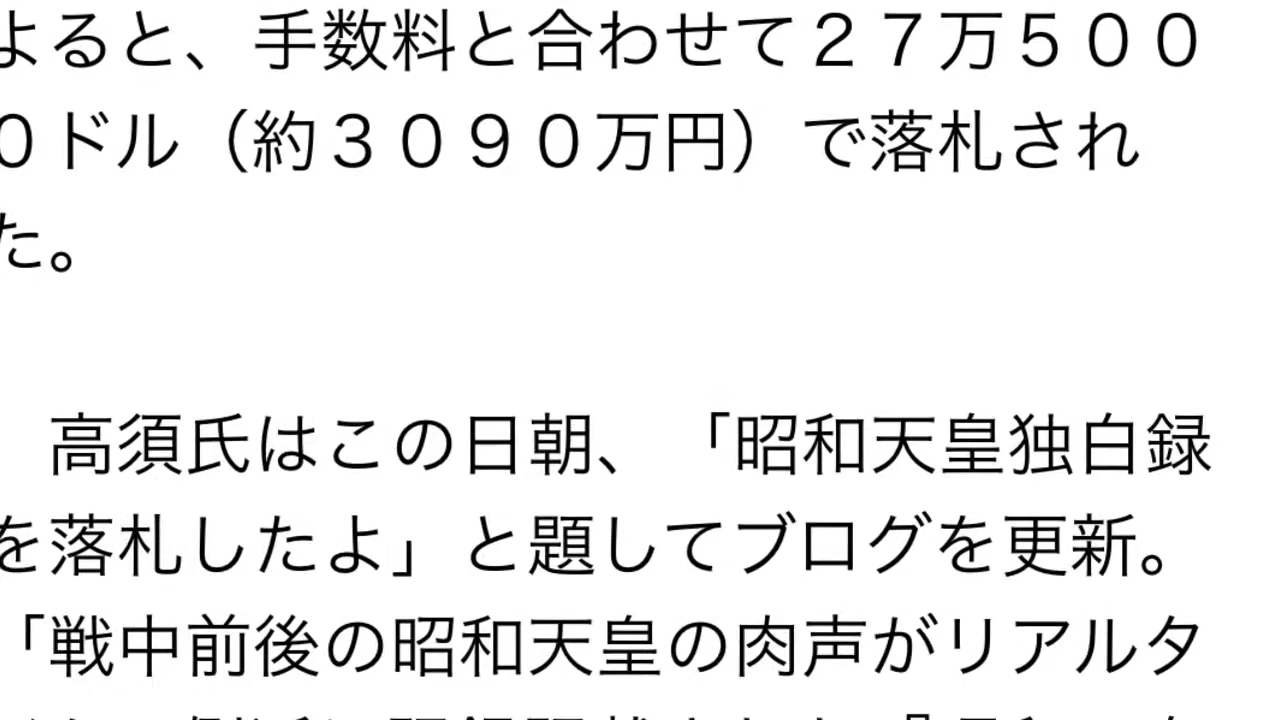 よると、手数料と合わせて２７万５００
０ドル（約３０９０万円）で落札され
た。
高須氏はこの日朝、「昭和天皇独白録
を落札したよ」と題してブログを更新。
「戦中前後の昭和天皇の肉声がリアルタ